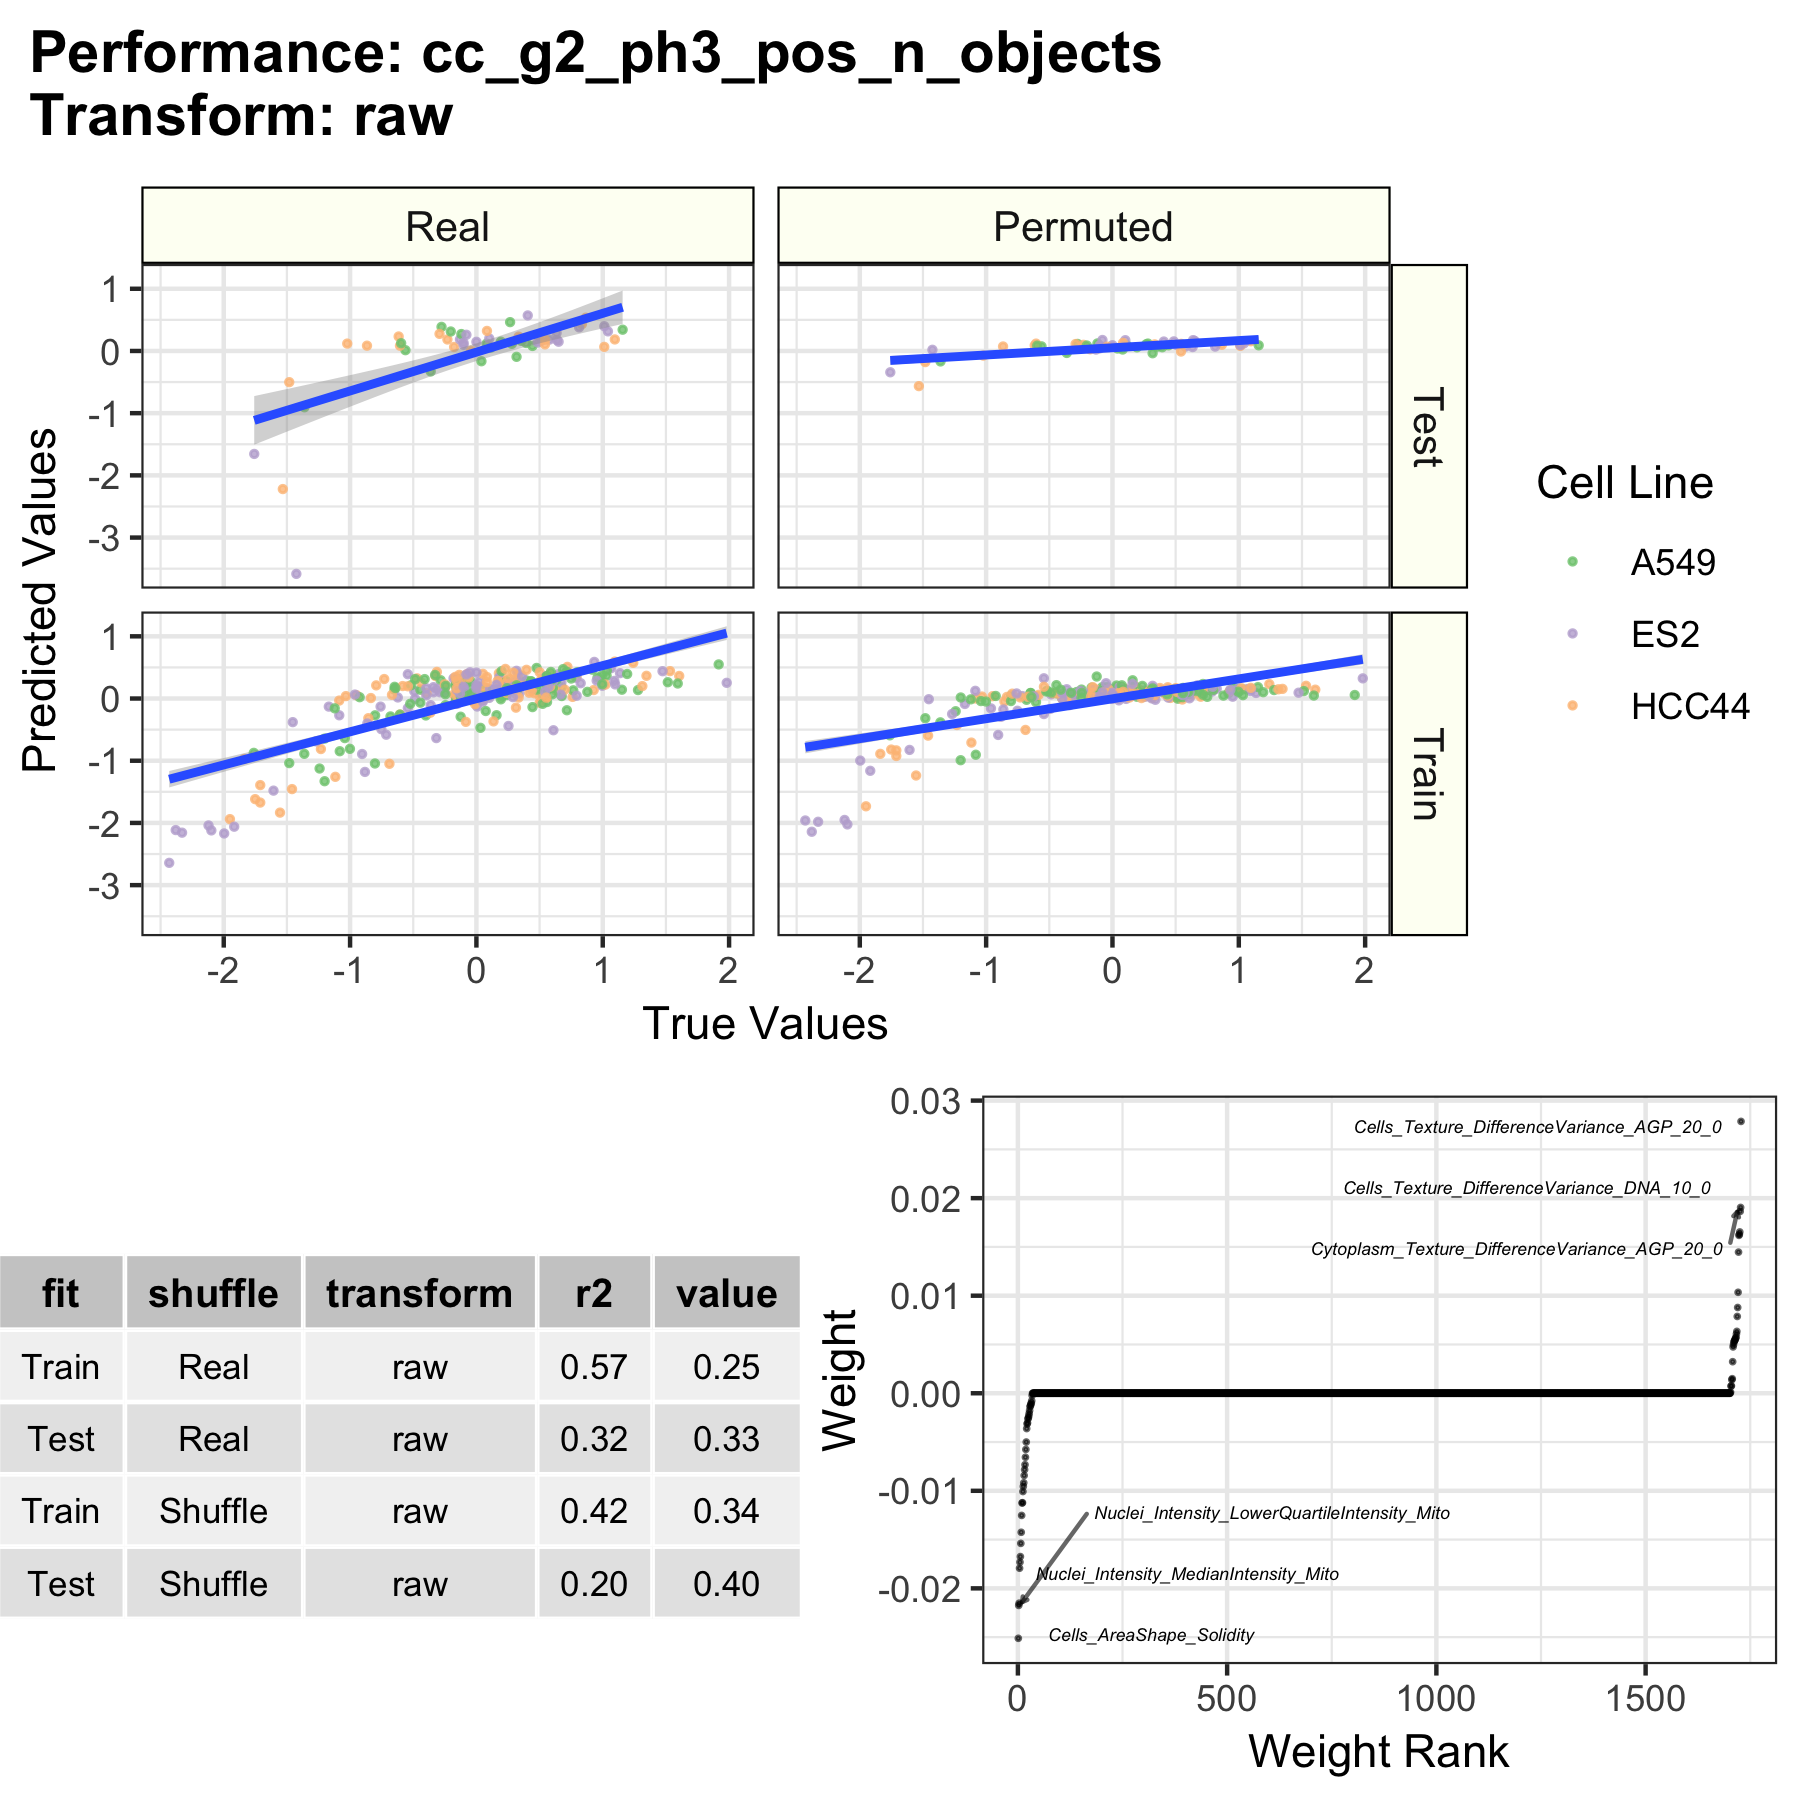 Performance: cc_g2_ph3_pos_n_objects
Transform: raw
Real
Permuted
1
0
-1
-2
-3
Test
1
0
-1
-2
-3
Train
Predicted Values
-2
-1
0
1
2
-2
-1
0
1
2
True Values
Cell Line
A549
ES2
HCC44
fit shuffle transform r2 value
Train Real raw 0.57 0.25
Test Real raw 0.32 0.33
Train Shuffle raw 0.42 0.34
Test Shuffle raw 0.20 0.40
0.03
0.02
0.01
0.00
-0.01
-0.02
Weight
Cells_Texture_DifferenceVariance_AGP_20_0
Cells_Texture_DifferenceVariance_DNA_10_0
Cytoplasm_Texture_DifferenceVariance_AGP_20_0
Nuclei_Intensity_LowerQuartileIntensity_Mito
Nuclei_Intensity_MedianIntensity_Mito
Cells_AreaShape_Solidity
0
500
1000
1500
Weight Rank